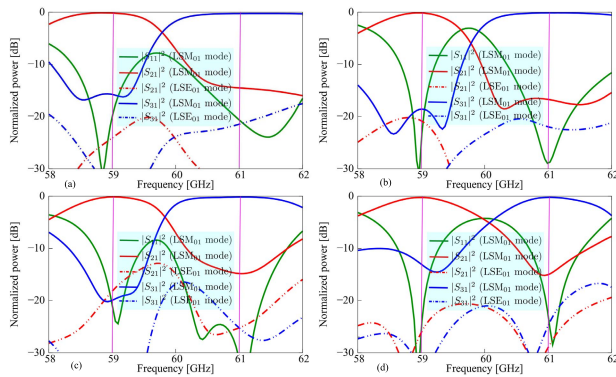 0
-10
-20
-30
Normalized power [dB]
|S11|² (LSM01 mode)
|S21|² (LSM01 mode)
|S21|² (LSE01 mode)
|S31|² (LSM01 mode)
|S31|² (LSE01 mode)
(a)
58 59 60 61 62
Frequency [GHz]
0
-10
-20
-30
Normalized power [dB]
|S11|² (LSM01 mode)
|S21|² (LSM01 mode)
|S21|² (LSE01 mode)
|S31|² (LSM01 mode)
|S31|² (LSE01 mode)
(b)
58 59 60 61 62
Frequency [GHz]
0
-10
-20
-30
Normalized power [dB]
|S11|² (LSM01 mode)
|S21|² (LSM01 mode)
|S21|² (LSE01 mode)
|S31|² (LSM01 mode)
|S31|² (LSE01 mode)
(c)
58 59 60 61 62
Frequency [GHz]
0
-10
-20
-30
Normalized power [dB]
|S11|² (LSM01 mode)
|S21|² (LSM01 mode)
|S21|² (LSE01 mode)
|S31|² (LSM01 mode)
|S31|² (LSE01 mode)
(d)
58 59 60 61 62
Frequency [GHz]